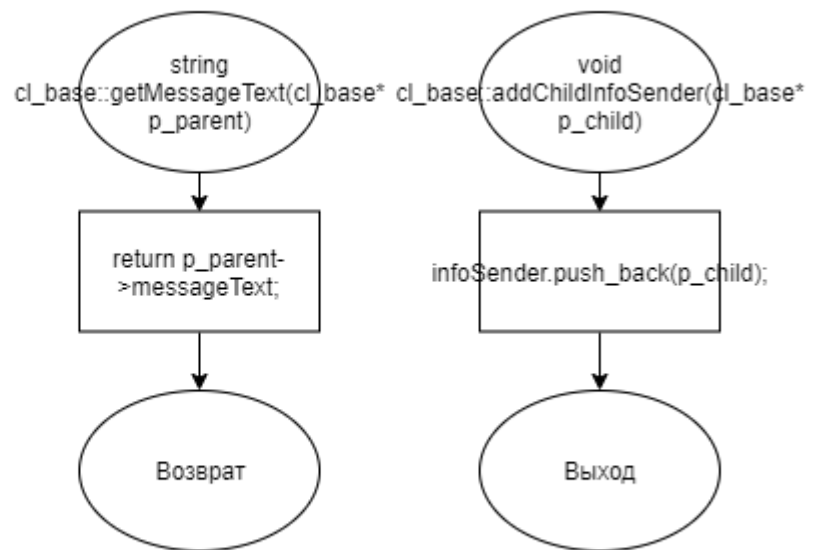 string
cl_base::getMessageText(cl_base*
p_parent)
return p_parent-
>messageText;
Возврат
void
cl_base::addChildInfoSender(cl_base*
p_child)
infoSender.push_back(p_child);
Выход